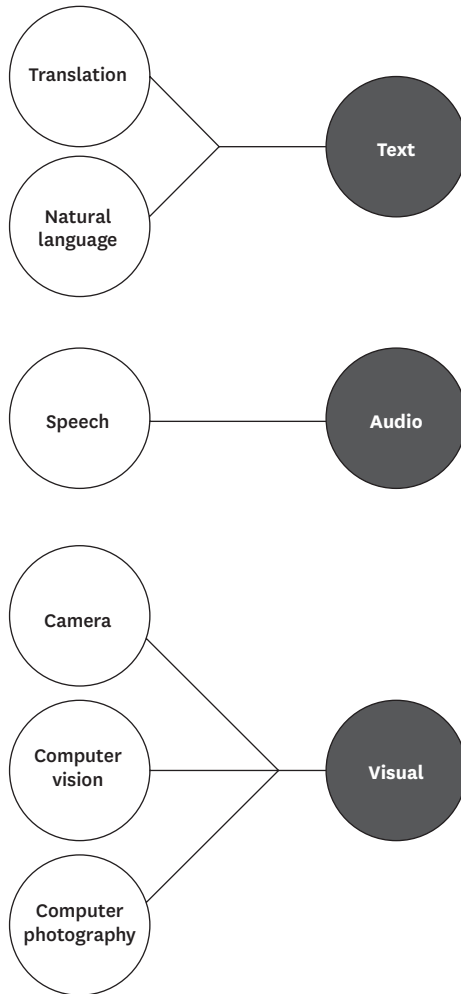 Translation
Text
Natural
language
Speech
Audio
Camera
Computer
vision
Visual
Computer
photography